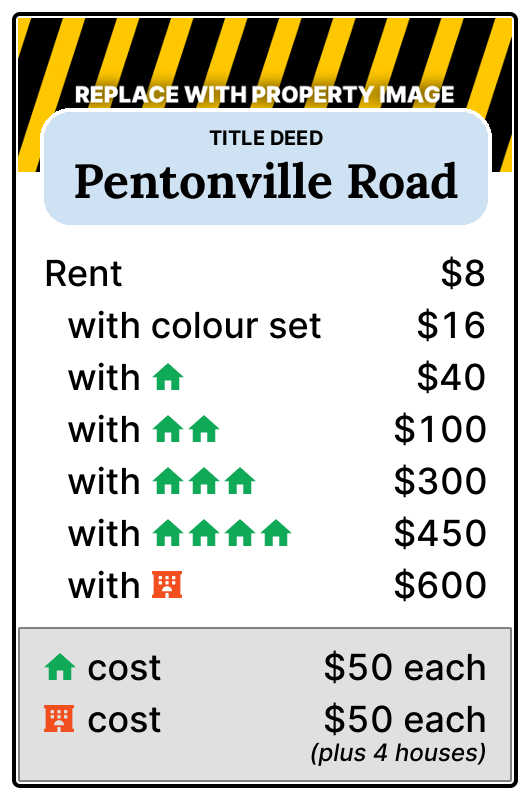 REPLACE WITH PROPERTY IMAGE
TITLE DEED
Pentonville Road
Rent $8
with colour set $16
with $40
with $100
with $300
with $450
with $600
cost $50 each
cost $50 each
(plus 4 houses)